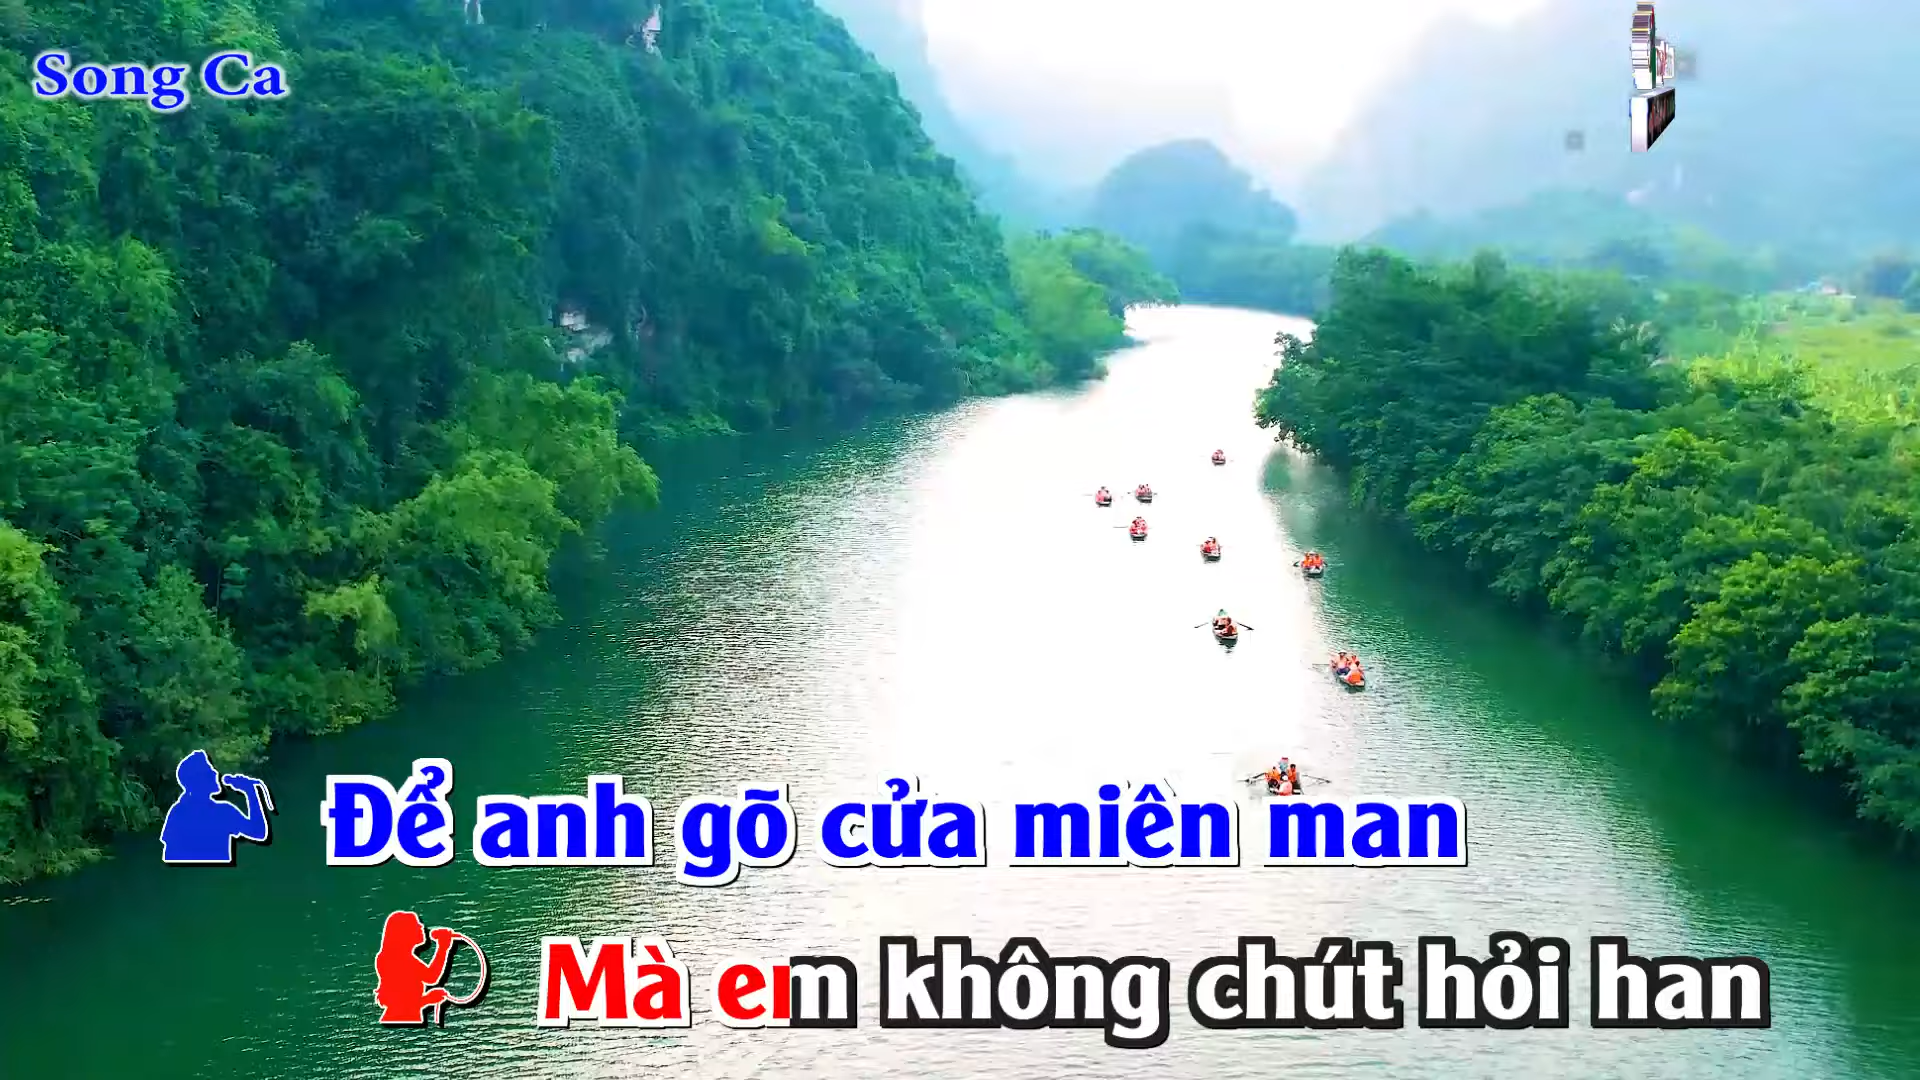 Song Ca
Để anh gõ cửa miên man
Mà em không chút hỏi han